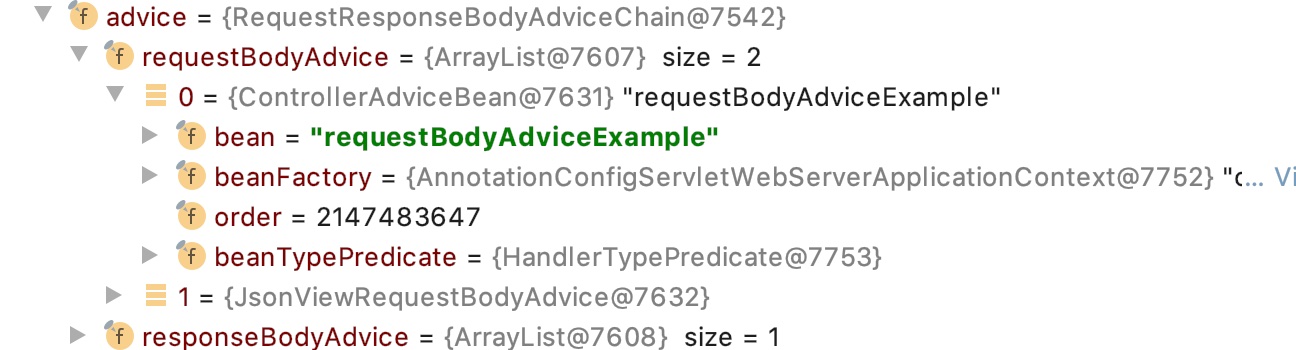 f advice = {RequestResponseBodyAdviceChain@7542}
f requestBodyAdvice = {ArrayList@7607} size = 2
0 = {ControllerAdviceBean@7631} "requestBodyAdviceExample"
f bean = "requestBodyAdviceExample"
f beanFactory = {AnnotationConfigServletWebServerApplicationContext@7752} "c... Vi
f order = 2147483647
f beanTypePredicate = {HandlerTypePredicate@7753}
1 = {JsonViewRequestBodyAdvice@7632}
f responseBodyAdvice = {ArrayList@7608} size = 1